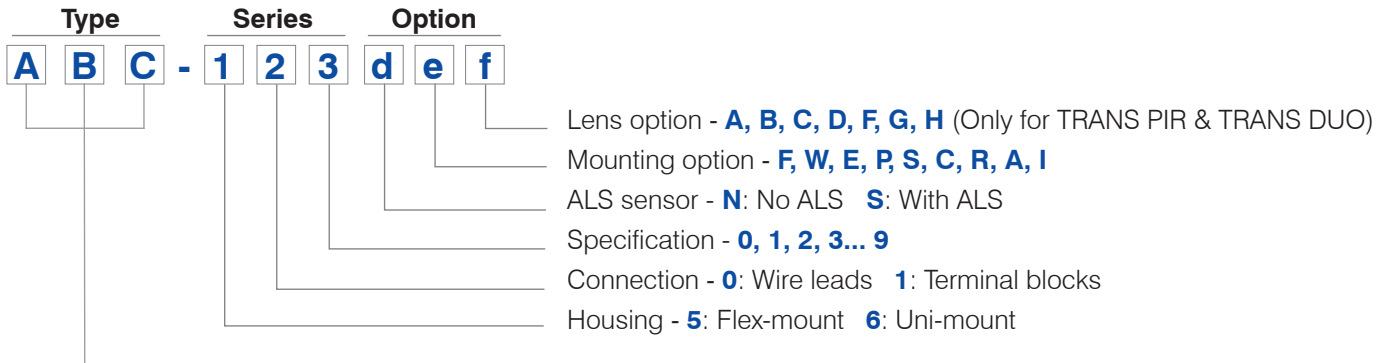 Type Series Option
A B C - 1 2 3 d e f
Lens option - A, B, C, D, F, G, H (Only for TRANS PIR & TRANS DUO)
Mounting option - F, W, E, P, S, C, R, A, I
ALS sensor - N: No ALS S: With ALS
Specification - 0, 1, 2, 3... 9
Connection - 0: Wire leads 1: Terminal blocks
Housing - 5: Flex-mount 6: Uni-mount